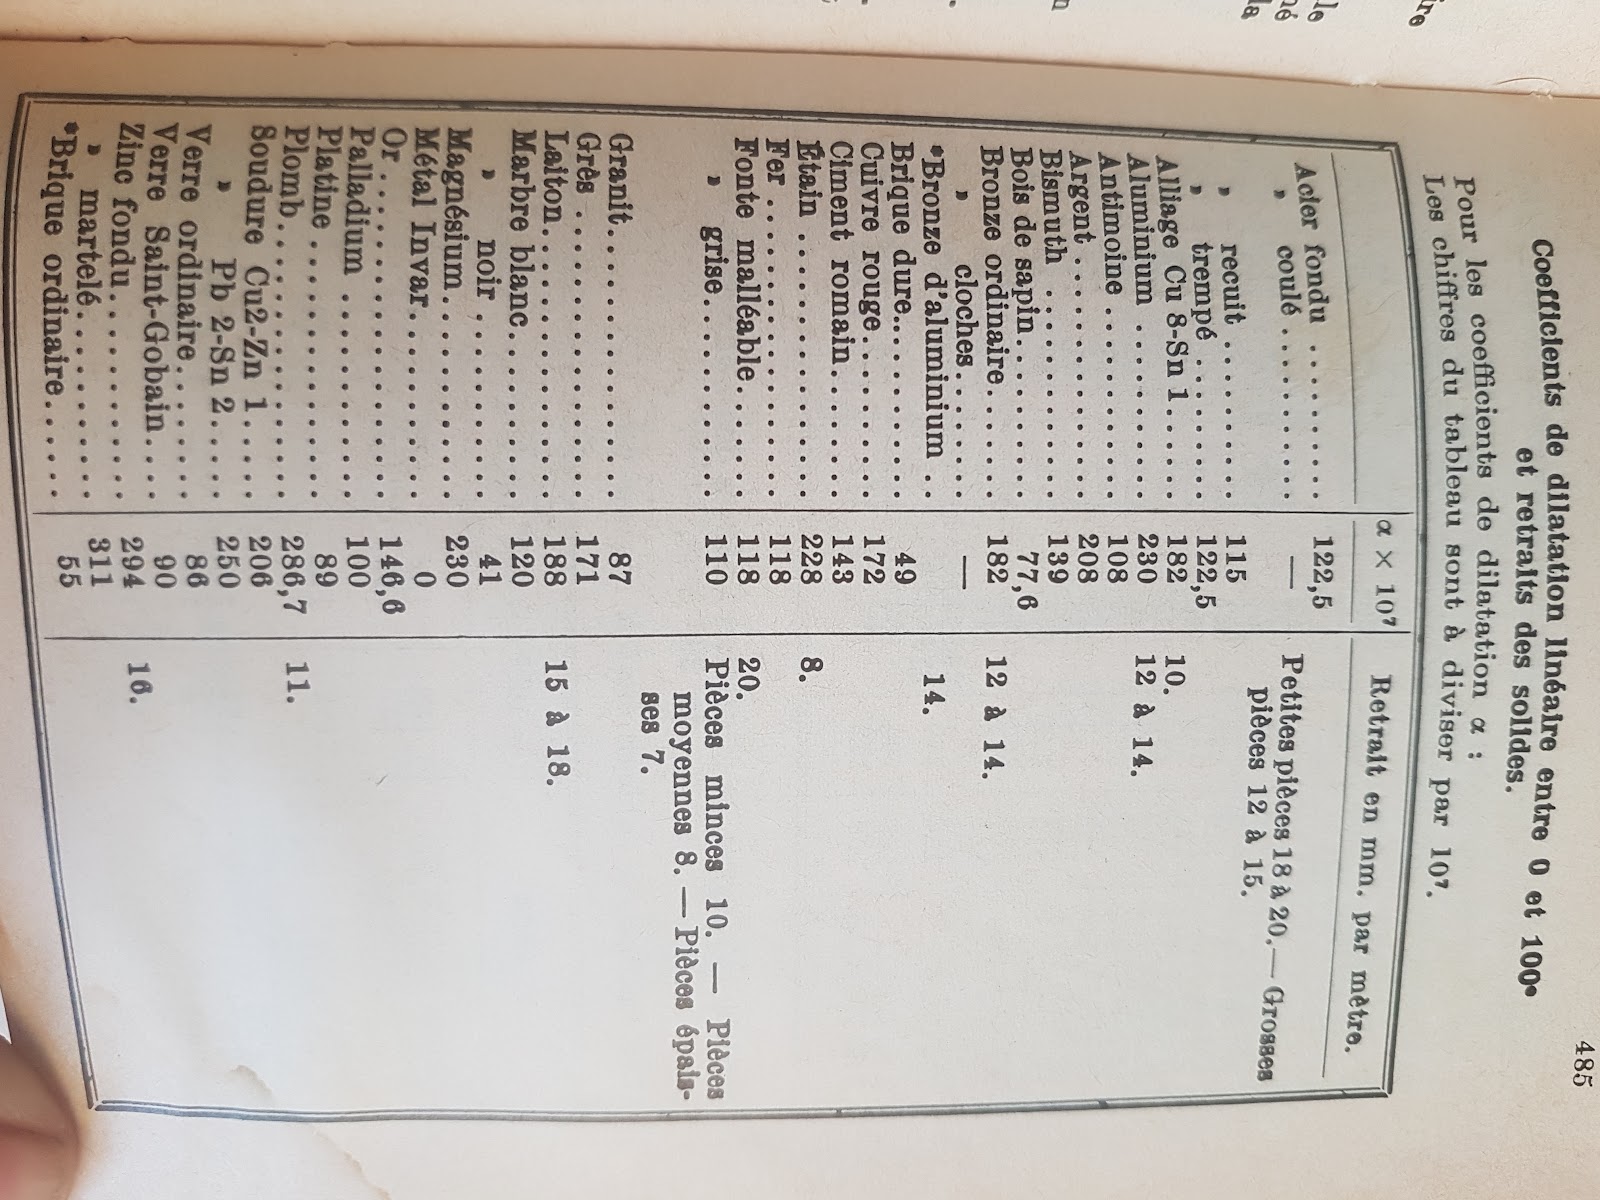 485
Coefficients de dilatation linéaire entre 0 et 100°
et retraits des solides.
Pour les coefficients de dilatation α :
Les chiffres du tableau sont à diviser par 10⁷.
α × 10⁷ Retrait en mm. par mètre.
Acier fondu .......... 122,5
» coulé .......... — Petites pièces 18 à 20. — Grosses
pièces 12 à 15.
» recuit .......... 115
» trempé .......... 122,5
Alliage Cu 8-Sn 1...... 182 10.
Aluminium .......... 230 12 à 14.
Antimoine .......... 108
Argent .......... 208
Bismuth .......... 139
Bois de sapin.......... 77,6
Bronze ordinaire...... 182 12 à 14.
» cloches....... —
*Bronze d'aluminium .. 14.
Brique dure.......... 49
Cuivre rouge.......... 172
Ciment romain........ 143
Étain .......... 228 8.
Fer .......... 118
Fonte malléable....... 118 20.
» grise.......... 110 Pièces minces 10. — Pièces
moyennes 8. — Pièces épais-
ses 7.
Granit.......... 87
Grès .......... 171
Laiton.......... 188 15 à 18.
Marbre blanc.......... 120
» noir .......... 41
Magnésium.......... 230
Métal Invar.......... 0
Or.......... 146,6
Palladium .......... 100
Platine .......... 89
Plomb.......... 286,7 11.
Soudure Cu2-Zn 1..... 206
» Pb 2-Sn 2..... 250
Verre ordinaire....... 86
Verre Saint-Gobain.... 90
Zinc fondu.......... 294 16.
» martelé.......... 311
*Brique ordinaire...... 55